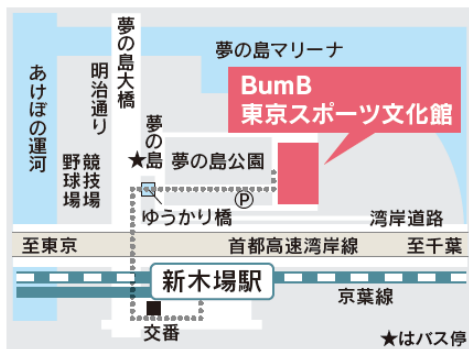 夢の島マリーナ
夢の島大橋
明治通り
あけぼの運河
BumB
東京スポーツ文化館
夢の島
★
夢の島公園
競技場
野球場
P
ゆうかり橋
湾岸道路
至東京
首都高速湾岸線
至千葉
新木場駅
京葉線
交番
★はバス停